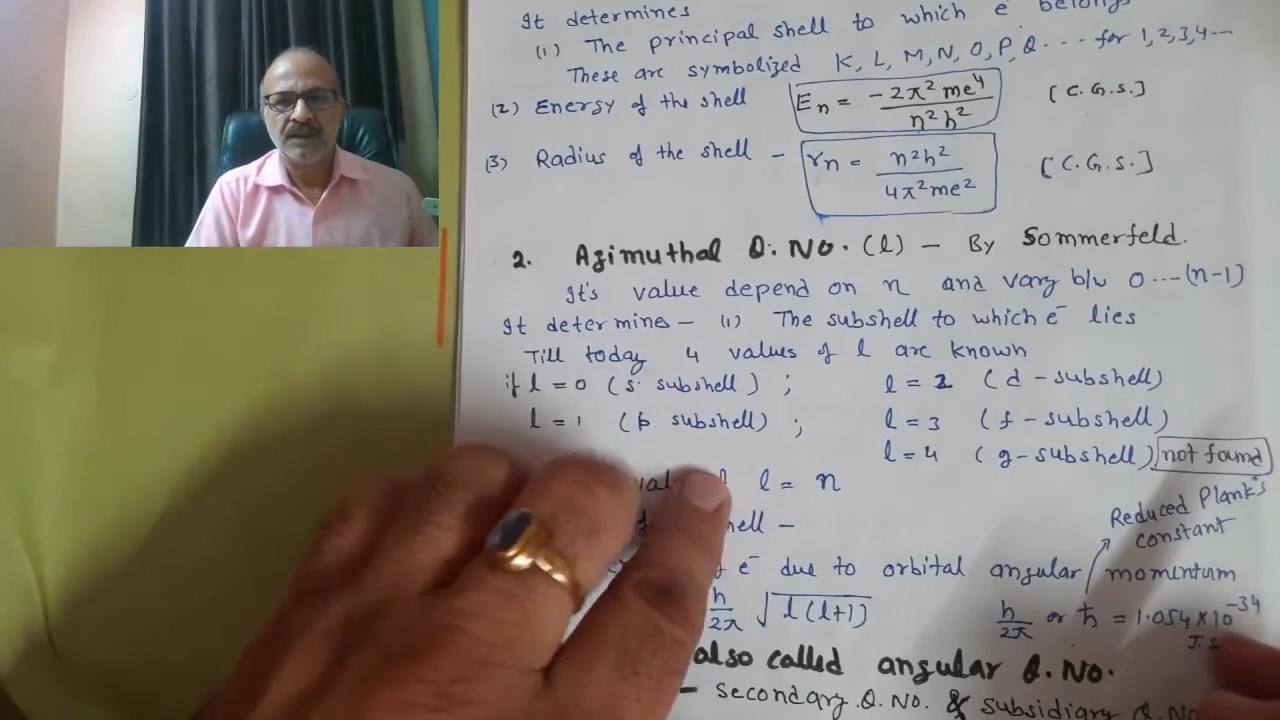 It determines
(1) The principal shell to which e⁻ belongs
These are symbolized K, L, M, N, O, P, Q .... for 1, 2, 3, 4 ...
(2) Energy of the shell En = -2π²me⁴ / n²h² [C.G.S.]
(3) Radius of the shell - rn = n²h² / 4π²me² [C.G.S.]
2. Azimuthal Q. No. (l) - By Sommerfeld.
It's value depend on n and vary b/w 0 .... (n-1)
It determine - (1) The subshell to which e⁻ lies
Till today 4 values of l are known
if l = 0 (s subshell) ; l = 2 (d - subshell)
l = 1 (p subshell) ; l = 3 (f - subshell)
l = 4 (g - subshell) not found
l = n
Reduced Plank's constant
e⁻ due to orbital angular momentum
h/2π √l(l+1) h/2π or ħ = 1.054 × 10⁻³⁴ J.s
also called angular Q. No.
- secondary Q. No. & subsidiary Q. No